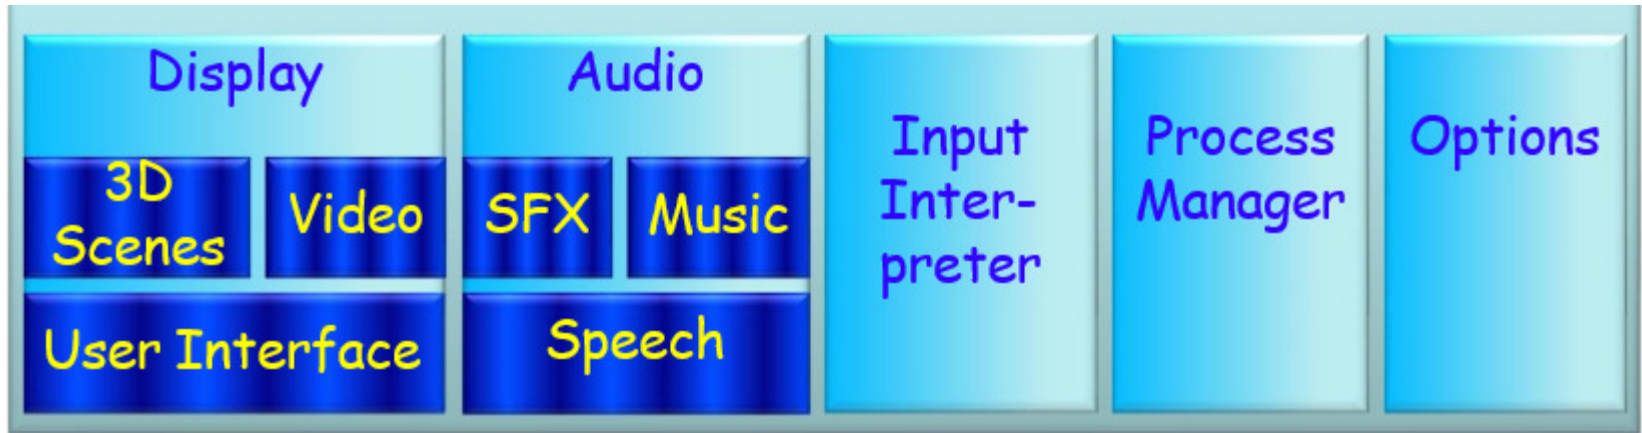 Display
3D
Scenes
Video
User Interface
Audio
SFX
Music
Speech
Input
Inter-
preter
Process
Manager
Options